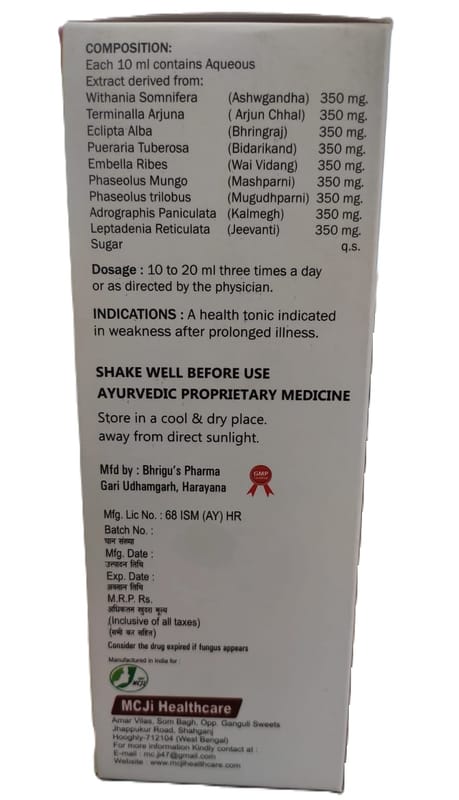 COMPOSITION:
Each 10 ml contains Aqueous
Extract derived from:
Withania Somnifera (Ashwgandha) 350 mg.
Terminalla Arjuna ( Arjun Chhal) 350 mg.
Eclipta Alba (Bhringraj) 350 mg.
Pueraria Tuberosa (Bidarikand) 350 mg.
Embella Ribes (Wai Vidang) 350 mg.
Phaseolus Mungo (Mashparni) 350 mg.
Phaseolus trilobus (Mugudhparni) 350 mg.
Adrographis Paniculata (Kalmegh) 350 mg.
Leptadenia Reticulata (Jeevanti) 350 mg.
Sugar q.s.
Dosage : 10 to 20 ml three times a day
or as directed by the physician.
INDICATIONS : A health tonic indicated
in weakness after prolonged illness.
SHAKE WELL BEFORE USE
AYURVEDIC PROPRIETARY MEDICINE
Store in a cool & dry place.
away from direct sunlight.
Mfd by : Bhrigu's Pharma
Gari Udhamgarh, Harayana
GMP
Mfg. Lic No. : 68 ISM (AY) HR
Batch No. :
घान संख्या
Mfg. Date :
उत्पादन तिथि
Exp. Date :
अवसान तिथि
M.R.P. Rs.
अधिकतम खुदरा मूल्य
(Inclusive of all taxes)
(सभी कर सहित)
Consider the drug expired if fungus appears
Manufactured in India for :
MCJi
MCJi Healthcare
Amar Vilas, Som Bagh, Opp. Ganguli Sweets
Jhappukur Road, Shahganj
Hooghly-712104 (West Bengal)
For more information Kindly contact at :
E-mail : mc.ji47@gmail.com
Website : www.mcjihealthcare.com